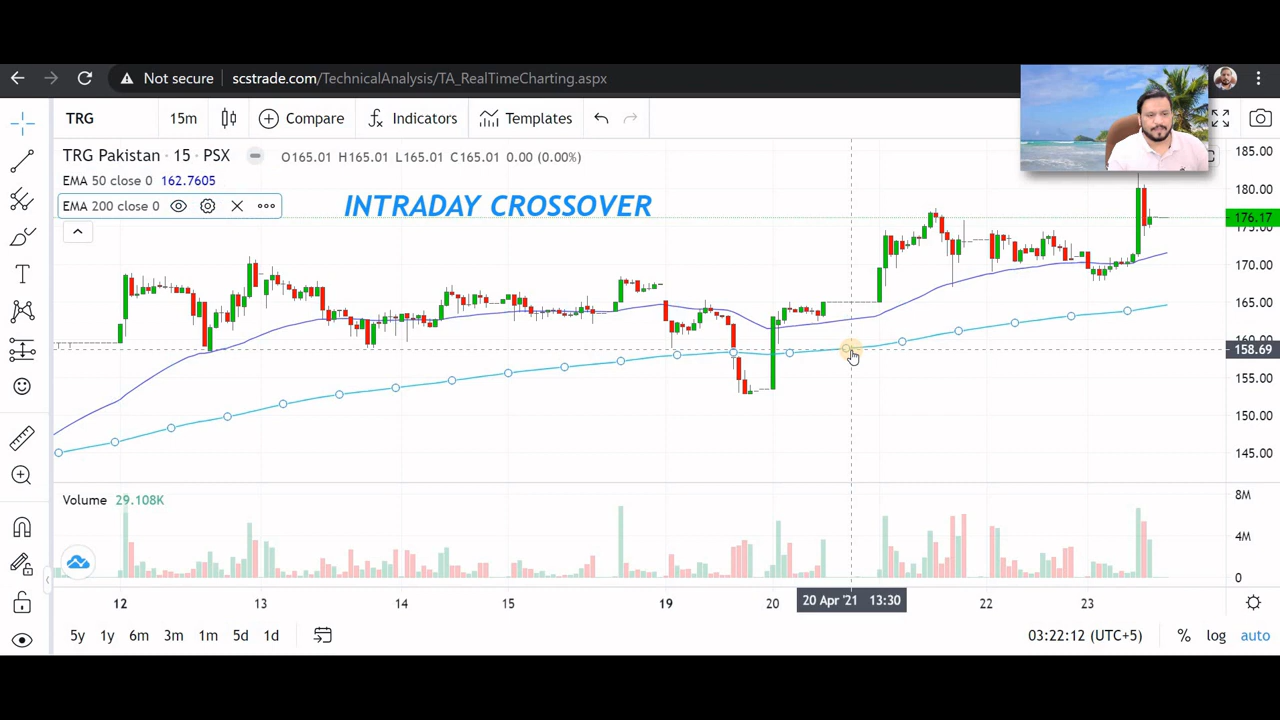 Not secure scstrade.com/TechnicalAnalysis/TA_RealTimeCharting.aspx
TRG 15m Compare Indicators Templates
TRG Pakistan · 15 · PSX O165.01 H165.01 L165.01 C165.01 0.00 (0.00%)
EMA 50 close 0 162.7605
EMA 200 close 0
INTRADAY CROSSOVER
185.00
180.00
176.17
175.00
170.00
165.00
160.00
158.69
155.00
150.00
145.00
Volume 29.108K
8M
4M
0
12 13 14 15 19 20 20 Apr '21 13:30 22 23
5y 1y 6m 3m 1m 5d 1d 03:22:12 (UTC+5) % log auto